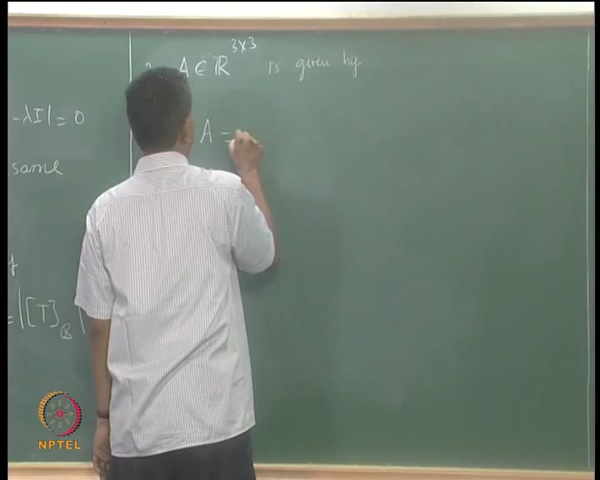 -λI|= 0
same
= |[T]_ℬ|
A ∈ ℝ^{3×3} is given by
A =
NPTEL